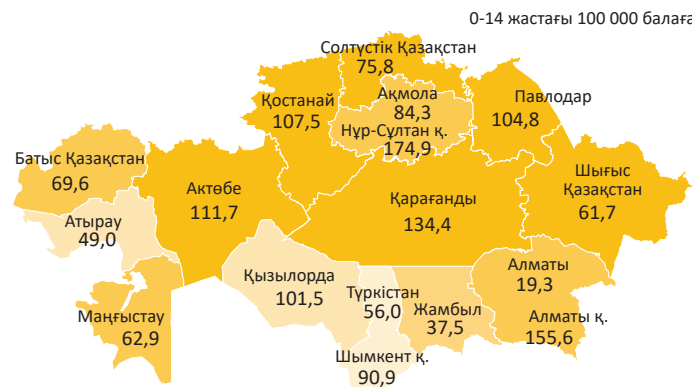 0-14 жастағы 100 000 балаға
Солтүстік Қазақстан
75,8
Ақмола
84,3
Қостанай
107,5
Павлодар
104,8
Нұр-Сұлтан қ.
174,9
Батыс Қазақстан
69,6
Актөбе
111,7
Қарағанды
134,4
Шығыс
Қазақстан
61,7
Атырау
49,0
Қызылорда
101,5
Түркістан
56,0
Жамбыл
37,5
Алматы
19,3
Маңғыстау
62,9
Алматы қ.
155,6
Шымкент қ.
90,9